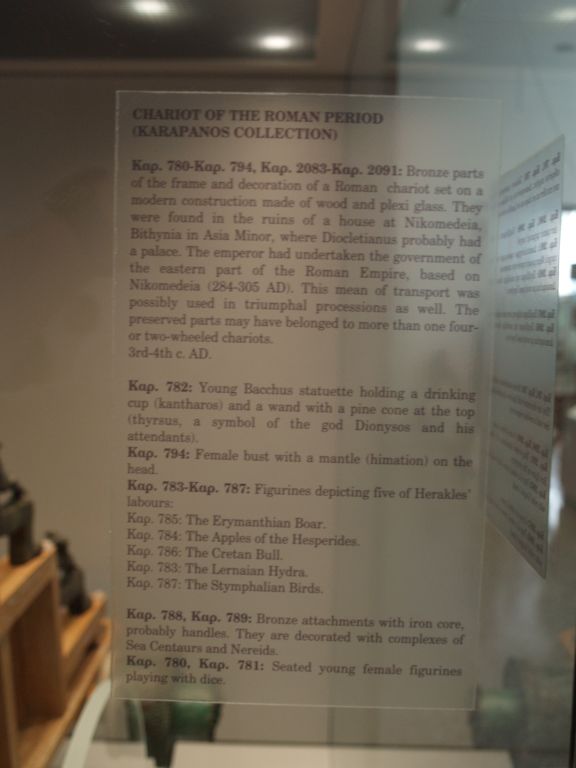 CHARIOT OF THE ROMAN PERIOD
(KARAPANOS COLLECTION)
Καρ. 780-Καρ. 794, Καρ. 2083-Καρ. 2091: Bronze parts
of the frame and decoration of a Roman chariot set on a
modern construction made of wood and plexi glass. They
were found in the ruins of a house at Nikomedeia,
Bithynia in Asia Minor, where Diocletianus probably had
a palace. The emperor had undertaken the government of
the eastern part of the Roman Empire, based on
Nikomedeia (284-305 AD). This mean of transport was
possibly used in triumphal processions as well. The
preserved parts may have belonged to more than one four-
or two-wheeled chariots.
3rd-4th c. AD.
Καρ. 782: Young Bacchus statuette holding a drinking
cup (kantharos) and a wand with a pine cone at the top
(thyrsus, a symbol of the god Dionysos and his
attendants).
Καρ. 794: Female bust with a mantle (himation) on the
head.
Καρ. 783-Καρ. 787: Figurines depicting five of Herakles'
labours:
Καρ. 785: The Erymanthian Boar.
Καρ. 784: The Apples of the Hesperides.
Καρ. 786: The Cretan Bull.
Καρ. 783: The Lernaian Hydra.
Καρ. 787: The Stymphalian Birds.
Καρ. 788, Καρ. 789: Bronze attachments with iron core,
probably handles. They are decorated with complexes of
Sea Centaurs and Nereids.
Καρ. 780, Καρ. 781: Seated young female figurines
playing with dice.